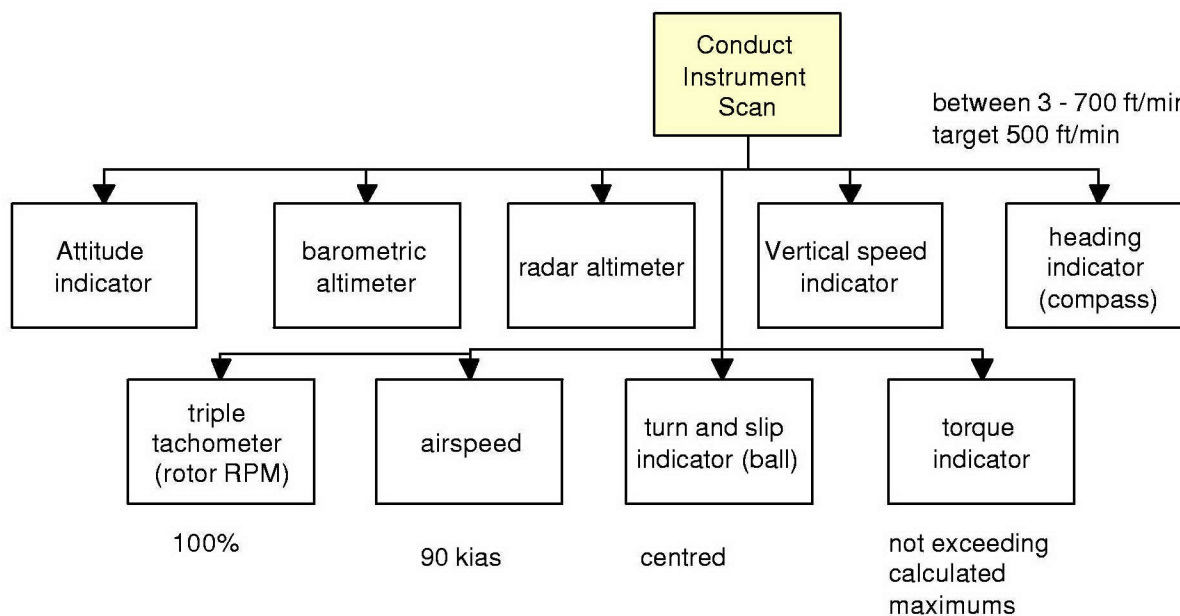 Conduct
Instrument
Scan
between 3 - 700 ft/min
target 500 ft/min
Attitude
indicator
barometric
altimeter
radar altimeter
Vertical speed
indicator
heading
indicator
(compass)
triple
tachometer
(rotor RPM)
airspeed
turn and slip
indicator (ball)
torque
indicator
100%
90 kias
centred
not exceeding
calculated
maximums